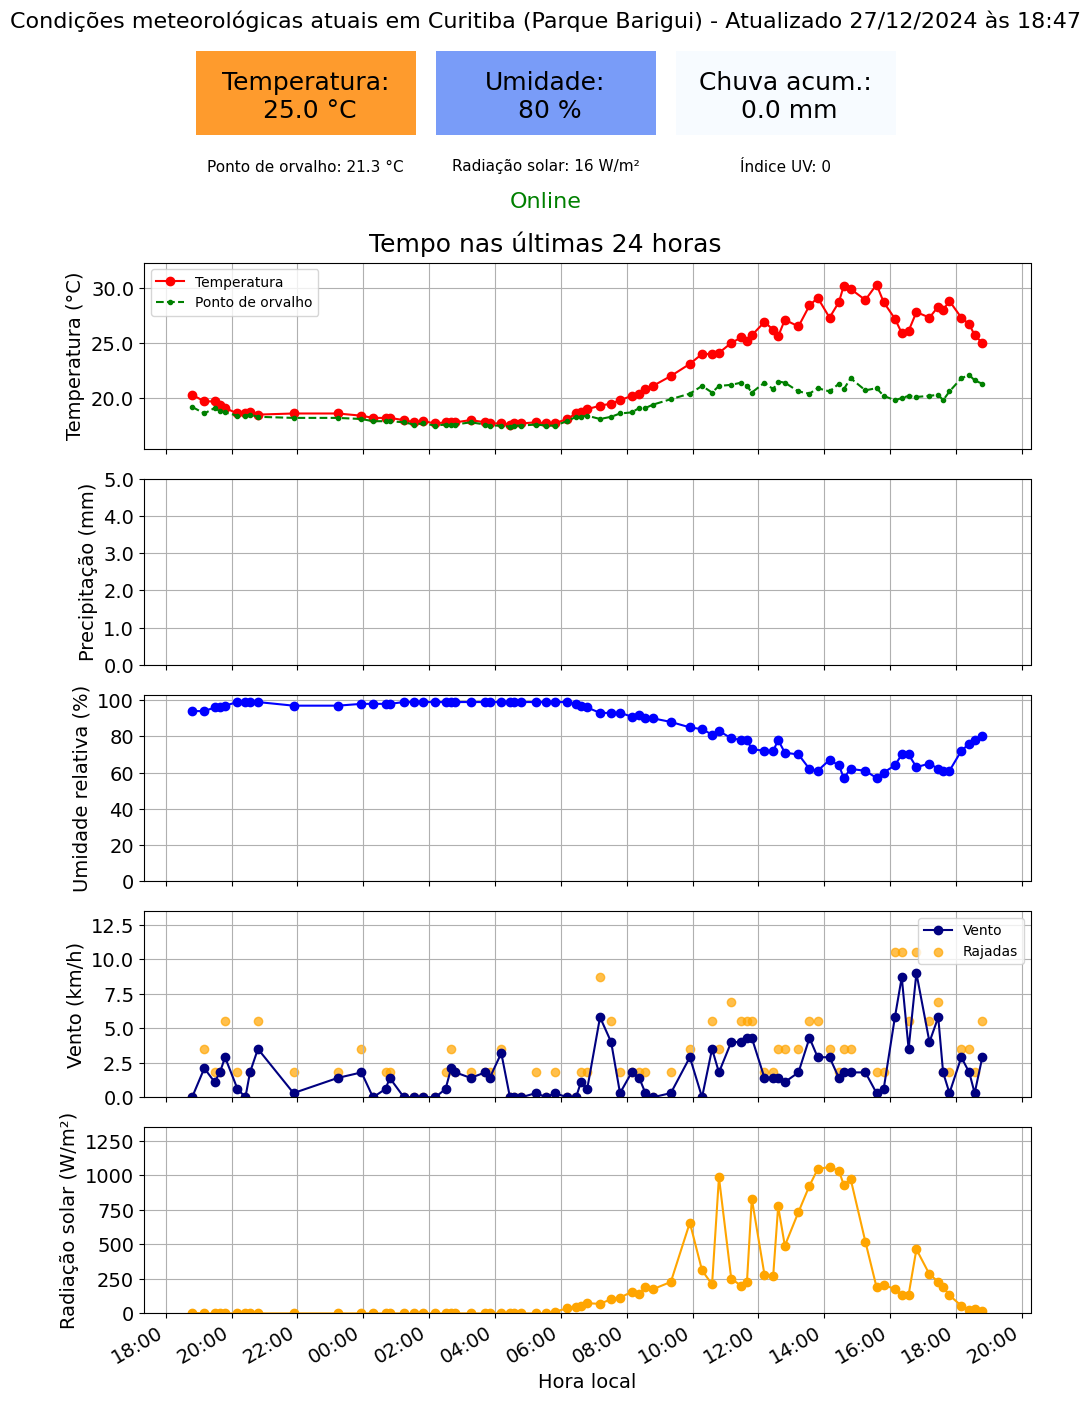 Condições meteorológicas atuais em Curitiba (Parque Barigui) - Atualizado 27/12/2024 às 18:47
Temperatura:
25.0 °C
Umidade:
80 %
Chuva acum.:
0.0 mm
Ponto de orvalho: 21.3 °C
Radiação solar: 16 W/m²
Índice UV: 0
Online
Tempo nas últimas 24 horas
Temperatura (°C)
30.0
25.0
20.0
Temperatura
Ponto de orvalho
Precipitação (mm)
5.0
4.0
3.0
2.0
1.0
0.0
Umidade relativa (%)
100
80
60
40
20
0
Vento (km/h)
12.5
10.0
7.5
5.0
2.5
0.0
Vento
Rajadas
Radiação solar (W/m²)
1250
1000
750
500
250
0
18:00
20:00
22:00
00:00
02:00
04:00
06:00
08:00
10:00
12:00
14:00
16:00
18:00
20:00
Hora local